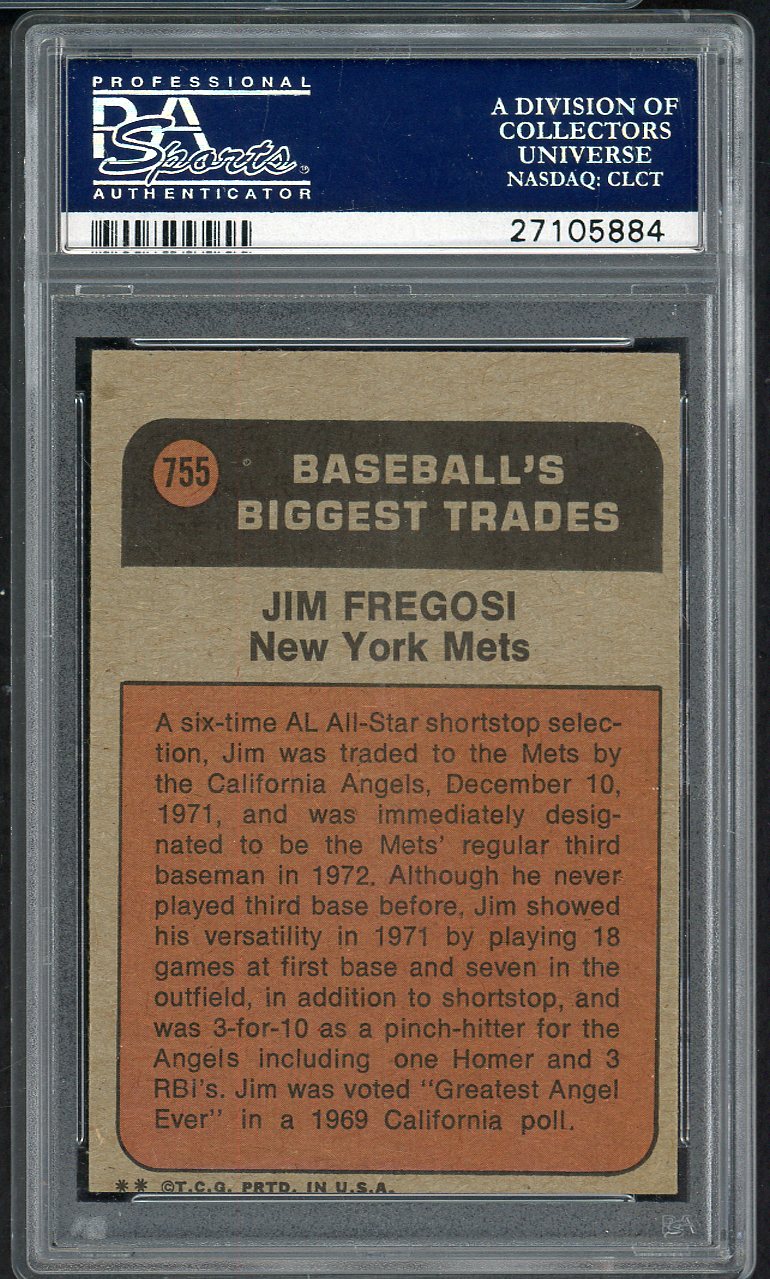 PROFESSIONAL
PSA
Sports
AUTHENTICATOR
A DIVISION OF
COLLECTORS
UNIVERSE
NASDAQ: CLCT
27105884
755
BASEBALL'S
BIGGEST TRADES
JIM FREGOSI
New York Mets
A six-time AL All-Star shortstop selec-
tion, Jim was traded to the Mets by
the California Angels, December 10,
1971, and was immediately desig-
nated to be the Mets' regular third
baseman in 1972. Although he never
played third base before, Jim showed
his versatility in 1971 by playing 18
games at first base and seven in the
outfield, in addition to shortstop, and
was 3-for-10 as a pinch-hitter for the
Angels including one Homer and 3
RBI's. Jim was voted "Greatest Angel
Ever" in a 1969 California poll.
** ©T.C.G. PRTD. IN U.S.A.
PSA